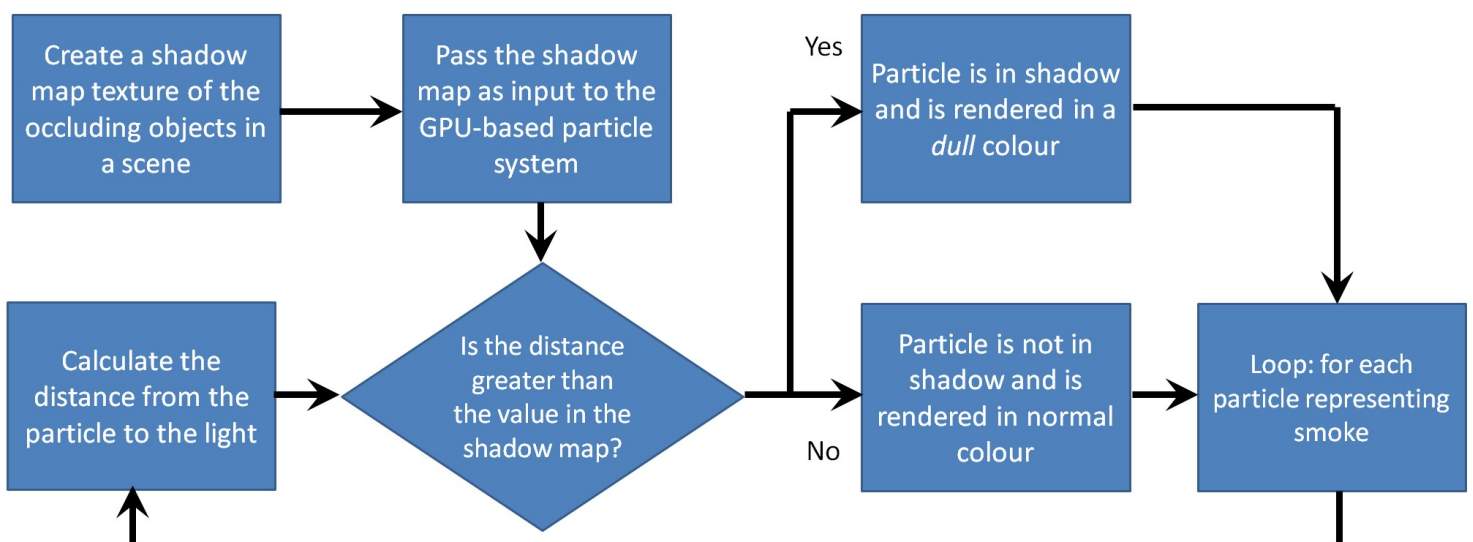 Create a shadow
map texture of the
occluding objects in
a scene
Pass the shadow
map as input to the
GPU-based particle
system
Yes
Particle is in shadow
and is rendered in a
dull colour
Calculate the
distance from the
particle to the light
Is the distance
greater than
the value in the
shadow map?
No
Particle is not in
shadow and is
rendered in normal
colour
Loop: for each
particle representing
smoke